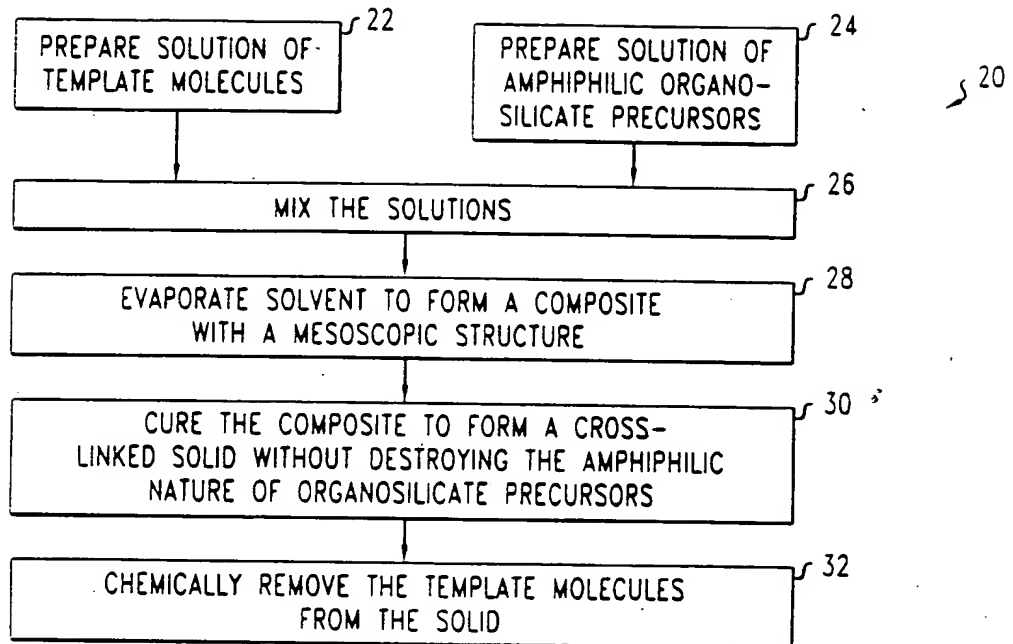 22
PREPARE SOLUTION OF
TEMPLATE MOLECULES
24
PREPARE SOLUTION OF
AMPHIPHILIC ORGANO-
SILICATE PRECURSORS
20
26
MIX THE SOLUTIONS
28
EVAPORATE SOLVENT TO FORM A COMPOSITE
WITH A MESOSCOPIC STRUCTURE
30
CURE THE COMPOSITE TO FORM A CROSS-
LINKED SOLID WITHOUT DESTROYING THE AMPHIPHILIC
NATURE OF ORGANOSILICATE PRECURSORS
32
CHEMICALLY REMOVE THE TEMPLATE MOLECULES
FROM THE SOLID